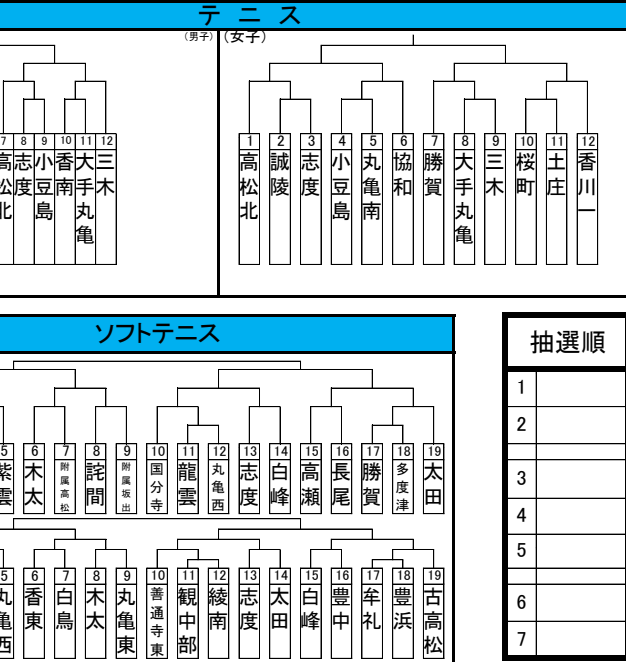 テニス
(男子)
(女子)
7 高松北
8 志度
9 小豆島
10 香南
11 大手丸亀
12 三木
1 高松北
2 誠陵
3 志度
4 小豆島
5 丸亀南
6 協和
7 勝賀
8 大手丸亀
9 三木
10 桜町
11 土庄
12 香川一
ソフトテニス
5 紫雲
6 木太
7 附属高松
8 詫間
9 附属坂出
10 国分寺
11 龍雲
12 丸亀西
13 志度
14 白峰
15 高瀬
16 長尾
17 勝賀
18 多度津
19 太田
5 丸亀西
6 香東
7 白鳥
8 木太
9 丸亀東
10 善通寺東
11 観中部
12 綾南
13 志度
14 太田
15 白峰
16 豊中
17 牟礼
18 豊浜
19 古高松
抽選順
1
2
3
4
5
6
7